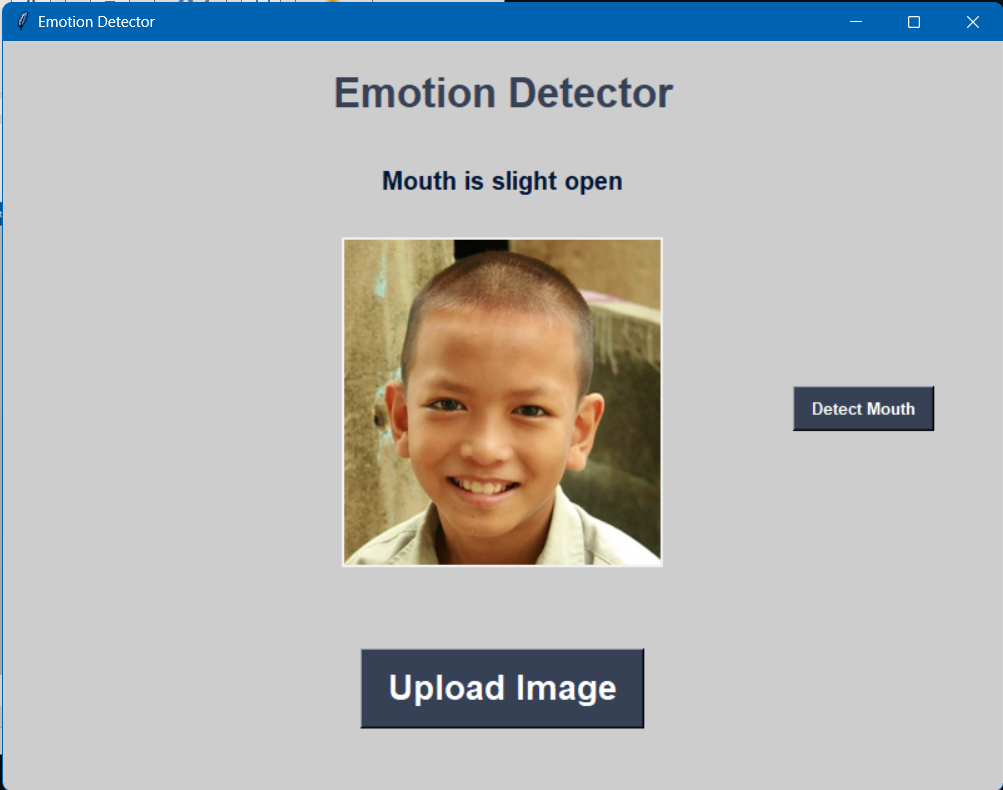 Emotion Detector
Emotion Detector
Mouth is slight open
Detect Mouth
Upload Image